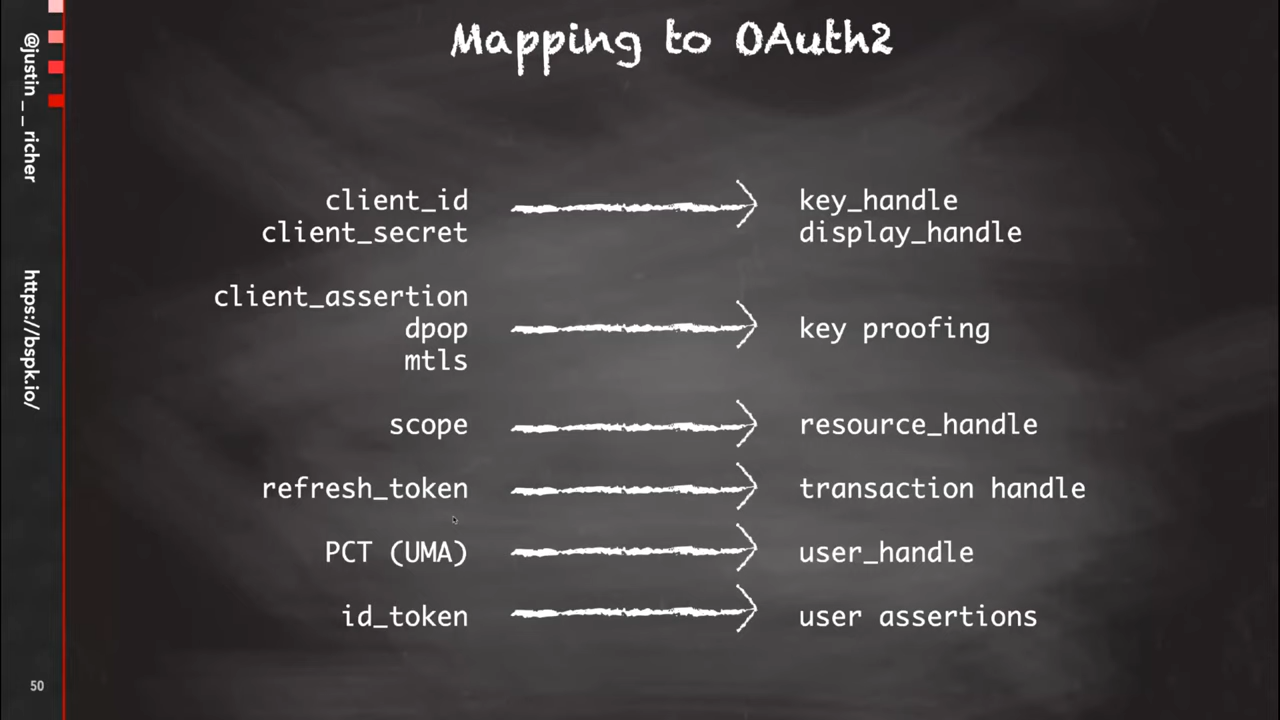 Mapping to OAuth2
@justin__richer
https://bspk.io/
client_id
client_secret
key_handle
display_handle
client_assertion
dpop
mtls
key proofing
scope
resource_handle
refresh_token
transaction handle
PCT (UMA)
user_handle
id_token
user assertions
50